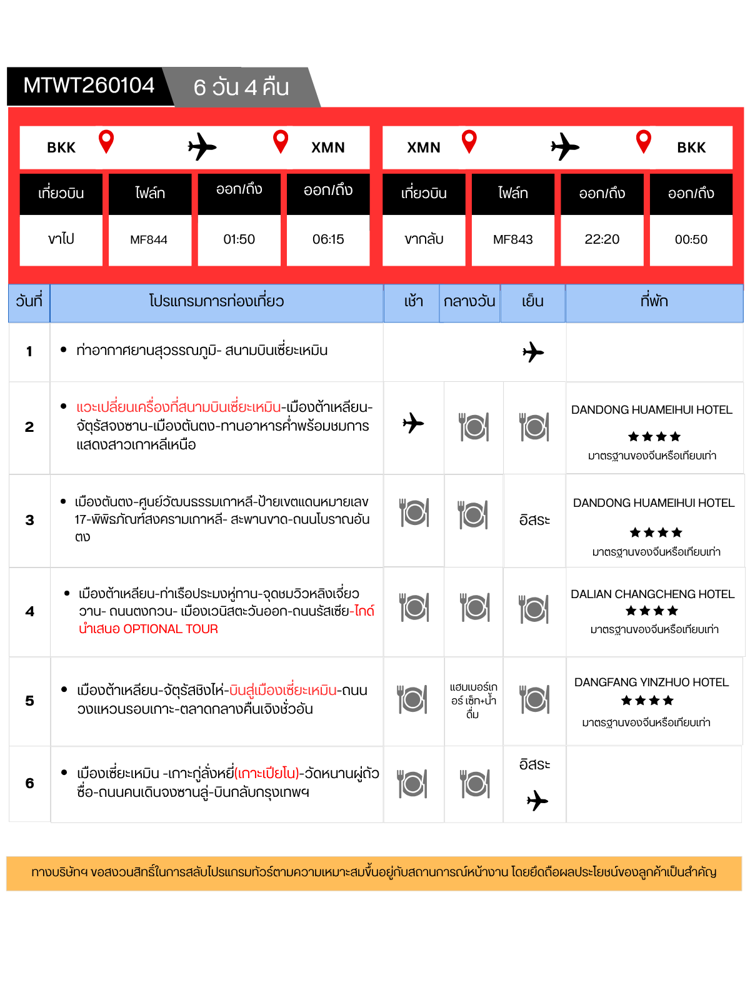 MTWT260104
6 วัน 4 คืน
BKK XMN
XMN BKK
เที่ยวบิน ไฟล์ท ออก/ถึง ออก/ถึง
เที่ยวบิน ไฟล์ท ออก/ถึง ออก/ถึง
ขาไป MF844 01:50 06:15
ขากลับ MF843 22:20 00:50
วันที่ โปรแกรมการท่องเที่ยว เช้า กลางวัน เย็น ที่พัก
1
ท่าอากาศยานสุวรรณภูมิ- สนามบินเซี่ยะเหมิน
2
แวะเปลี่ยนเครื่องที่สนามบินเซี่ยะเหมิน-เมืองต้าเหลียน-
จัตุรัสจงซาน-เมืองตันตง-ทานอาหารค่ำพร้อมชมการ
แสดงสาวเกาหลีเหนือ
DANDONG HUAMEIHUI HOTEL
มาตรฐานของจีนหรือเทียบเท่า
3
เมืองตันตง-ศูนย์วัฒนธรรมเกาหลี-ป้ายเขตแดนหมายเลข
17-พิพิธภัณฑ์สงครามเกาหลี- สะพานขาด-ถนนโบราณอัน
ตง
อิสระ
DANDONG HUAMEIHUI HOTEL
มาตรฐานของจีนหรือเทียบเท่า
4
เมืองต้าเหลียน-ท่าเรือประมงหู่ทาน-จุดชมวิวหลิงเจี่ยว
วาน- ถนนตงกวน- เมืองเวนิสตะวันออก-ถนนรัสเซีย-ไกด์
นำเสนอ OPTIONAL TOUR
DALIAN CHANGCHENG HOTEL
มาตรฐานของจีนหรือเทียบเท่า
5
เมืองต้าเหลียน-จัตุรัสชิงไห่-บินสู่เมืองเซี่ยะเหมิน-ถนน
วงแหวนรอบเกาะ-ตลาดกลางคืนเจิงชั่วอัน
แฮมเบอร์เก
อร์ เซ็ท+น้ำ
ดื่ม
DANGFANG YINZHUO HOTEL
มาตรฐานของจีนหรือเทียบเท่า
6
เมืองเซี่ยะเหมิน -เกาะกู่ลั่งหยี่(เกาะเปียโน)-วัดหนานผู่ถัว
ซื่อ-ถนนคนเดินจงซานลู่-บินกลับกรุงเทพฯ
อิสระ
ทางบริษัทฯ ขอสงวนสิทธิ์ในการสลับโปรแกรมทัวร์ตามความเหมาะสมขึ้นอยู่กับสถานการณ์หน้างาน โดยยึดถือผลประโยชน์ของลูกค้าเป็นสำคัญ